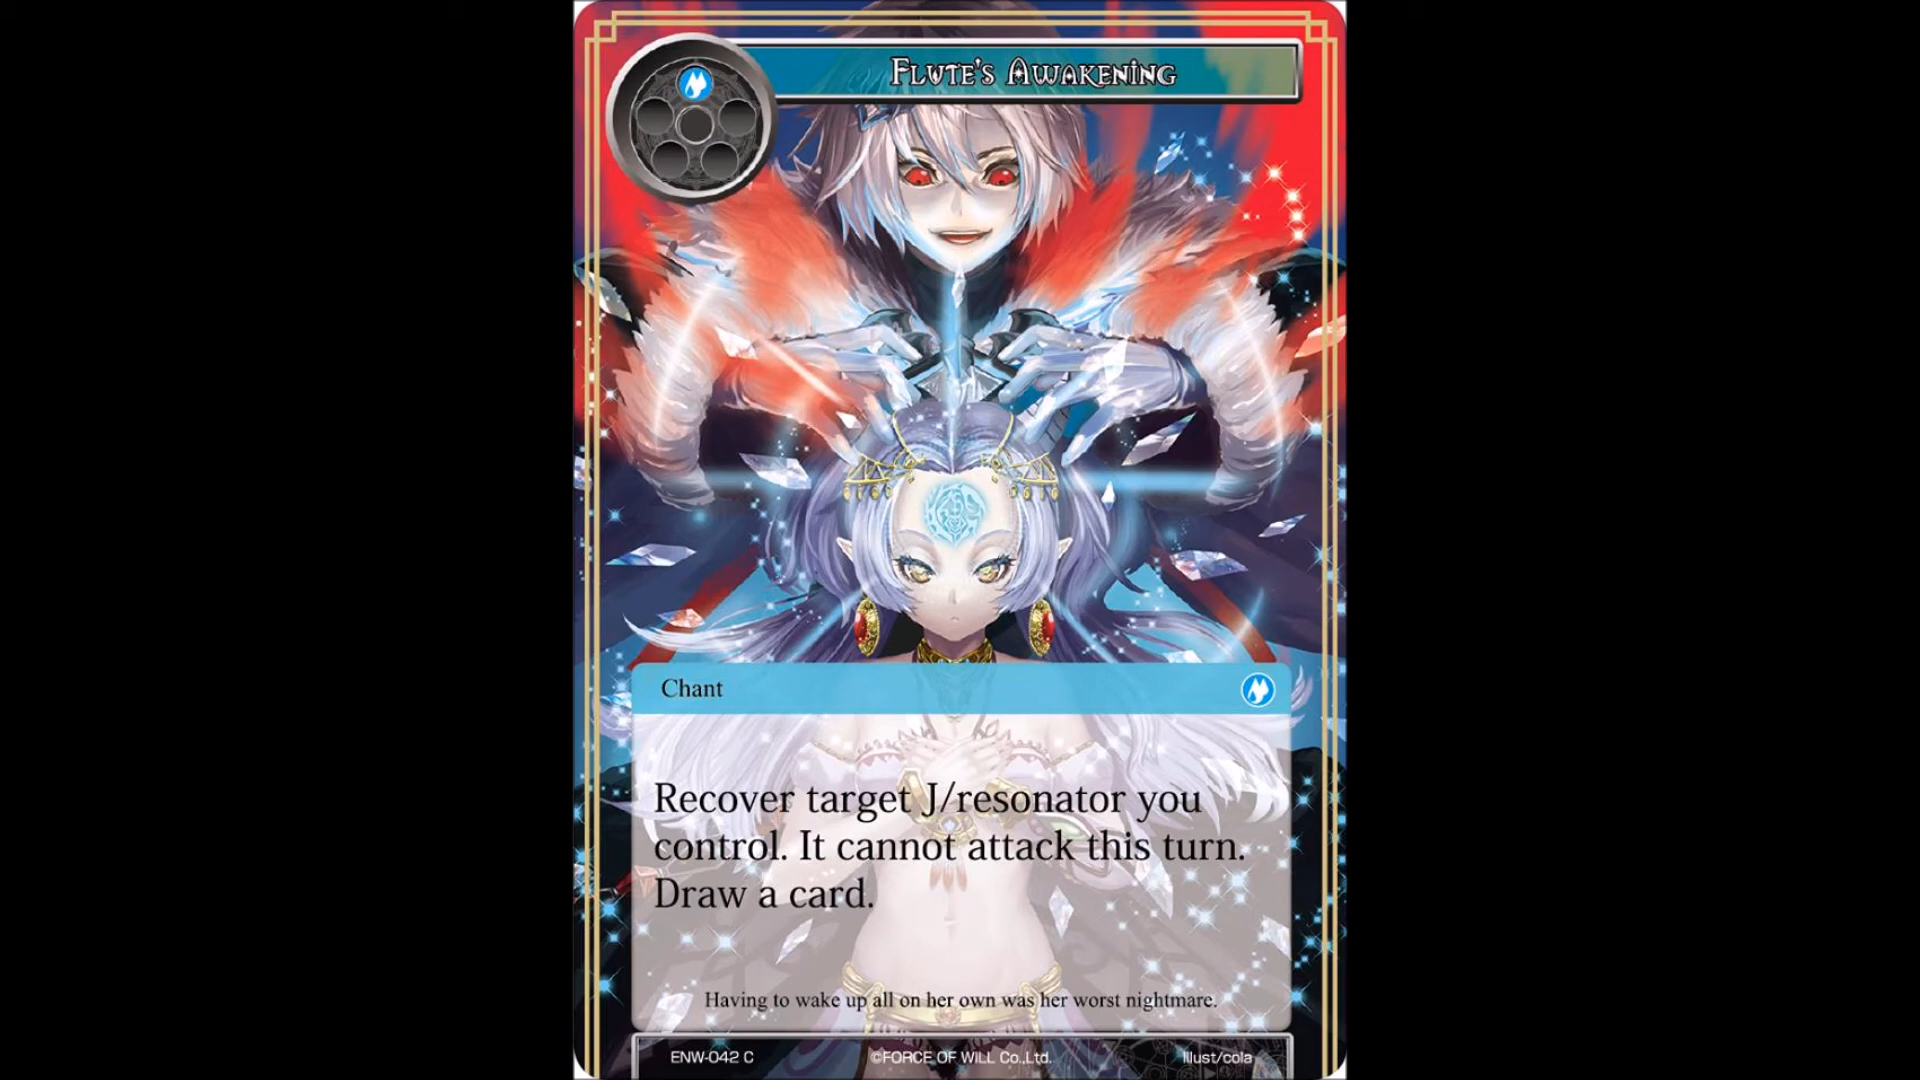 Flute's Awakening
Chant
Recover target J/resonator you
control. It cannot attack this turn.
Draw a card.
Having to wake up all on her own was her worst nightmare.
ENW-042 C
©FORCE OF WILL Co.,Ltd.
Illust/cola